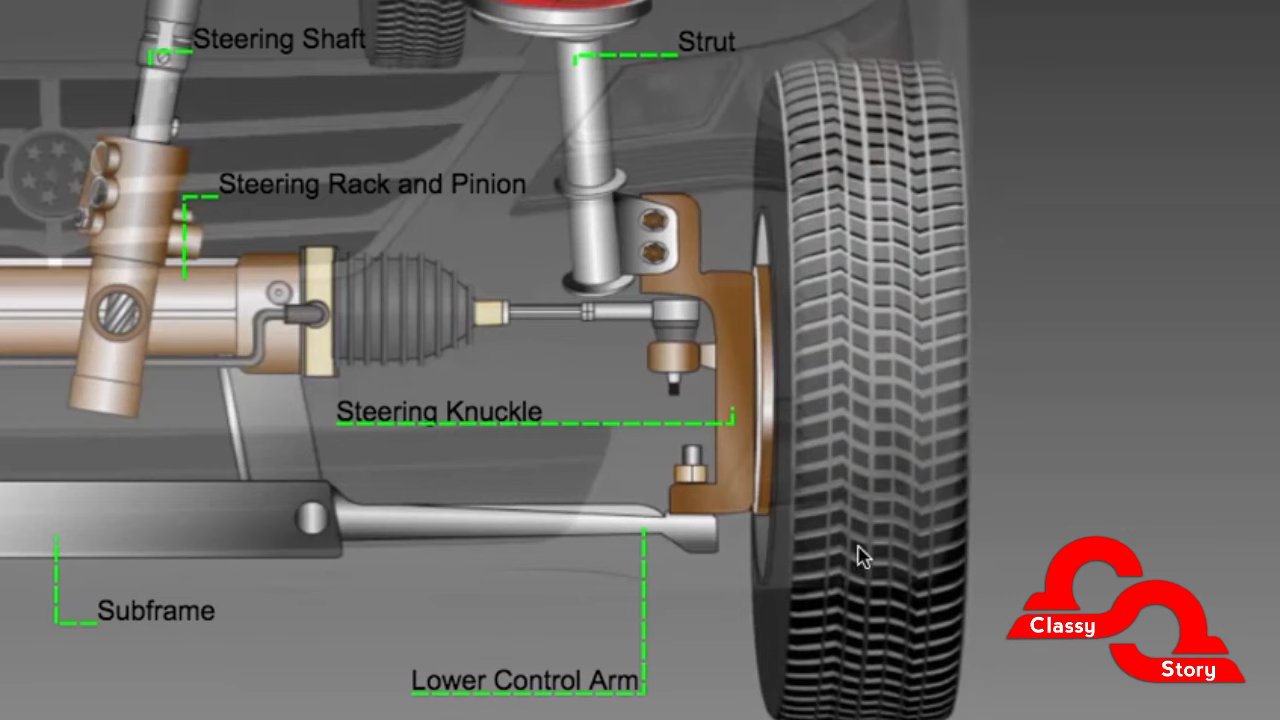 Steering Shaft
Strut
Steering Rack and Pinion
Steering Knuckle
Subframe
Lower Control Arm
Classy
Story